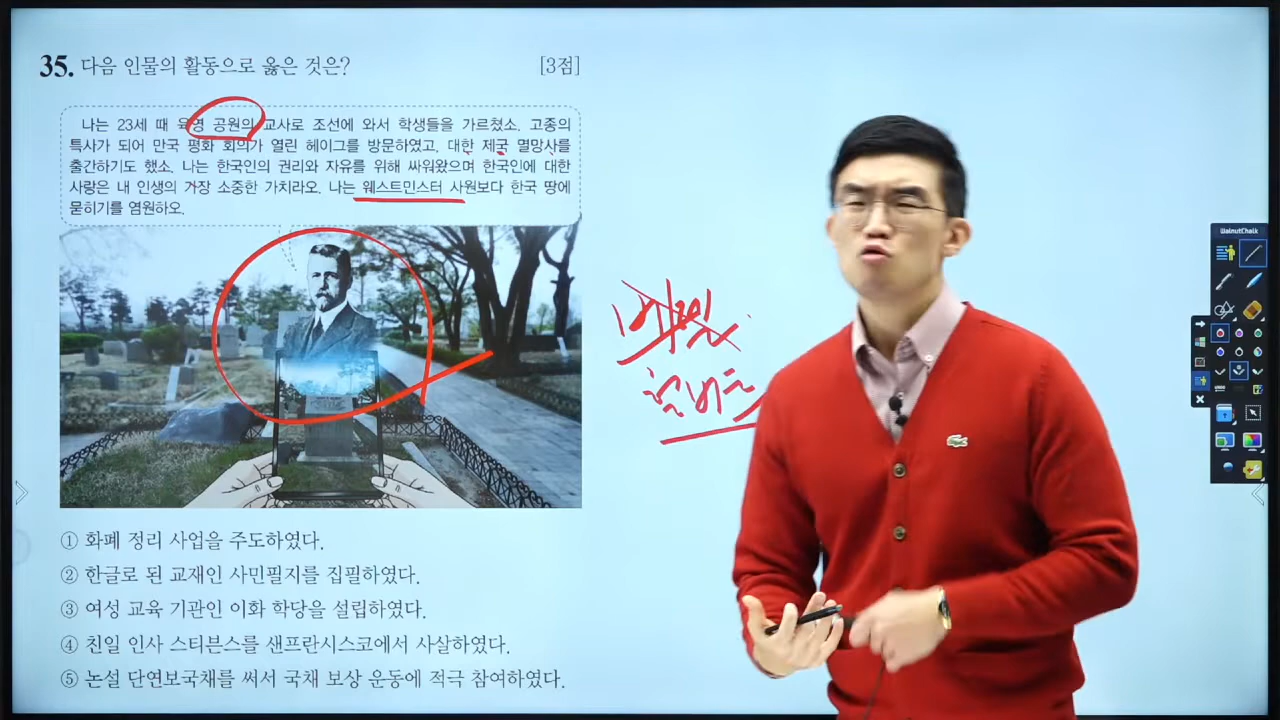 35. 다음 인물의 활동으로 옳은 것은? [3점]
나는 23세 때 육영 공원의 교사로 조선에 와서 학생들을 가르쳤소. 고종의
특사가 되어 만국 평화 회의가 열린 헤이그를 방문하였고, 대한 제국 멸망사를
출간하기도 했소. 나는 한국인의 권리와 자유를 위해 싸워왔으며 한국인에 대한
사랑은 내 인생의 가장 소중한 가치라오. 나는 웨스트민스터 사원보다 한국 땅에
묻히기를 염원하오.
① 화폐 정리 사업을 주도하였다.
② 한글로 된 교재인 사민필지를 집필하였다.
③ 여성 교육 기관인 이화 학당을 설립하였다.
④ 친일 인사 스티븐스를 샌프란시스코에서 사살하였다.
⑤ 논설 단연보국채를 써서 국채 보상 운동에 적극 참여하였다.
WalnutChalk